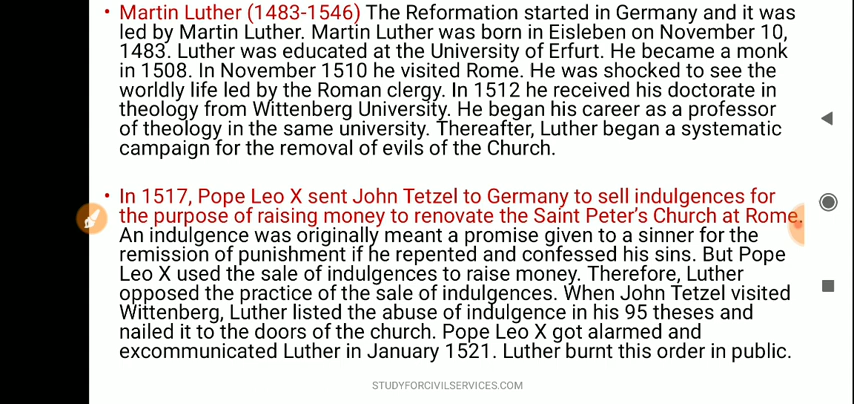 • Martin Luther (1483-1546) The Reformation started in Germany and it was
led by Martin Luther. Martin Luther was born in Eisleben on November 10,
1483. Luther was educated at the University of Erfurt. He became a monk
in 1508. In November 1510 he visited Rome. He was shocked to see the
worldly life led by the Roman clergy. In 1512 he received his doctorate in
theology from Wittenberg University. He began his career as a professor
of theology in the same university. Thereafter, Luther began a systematic
campaign for the removal of evils of the Church.
• In 1517, Pope Leo X sent John Tetzel to Germany to sell indulgences for
the purpose of raising money to renovate the Saint Peter's Church at Rome.
An indulgence was originally meant a promise given to a sinner for the
remission of punishment if he repented and confessed his sins. But Pope
Leo X used the sale of indulgences to raise money. Therefore, Luther
opposed the practice of the sale of indulgences. When John Tetzel visited
Wittenberg, Luther listed the abuse of indulgence in his 95 theses and
nailed it to the doors of the church. Pope Leo X got alarmed and
excommunicated Luther in January 1521. Luther burnt this order in public.
STUDYFORCIVILSERVICES.COM